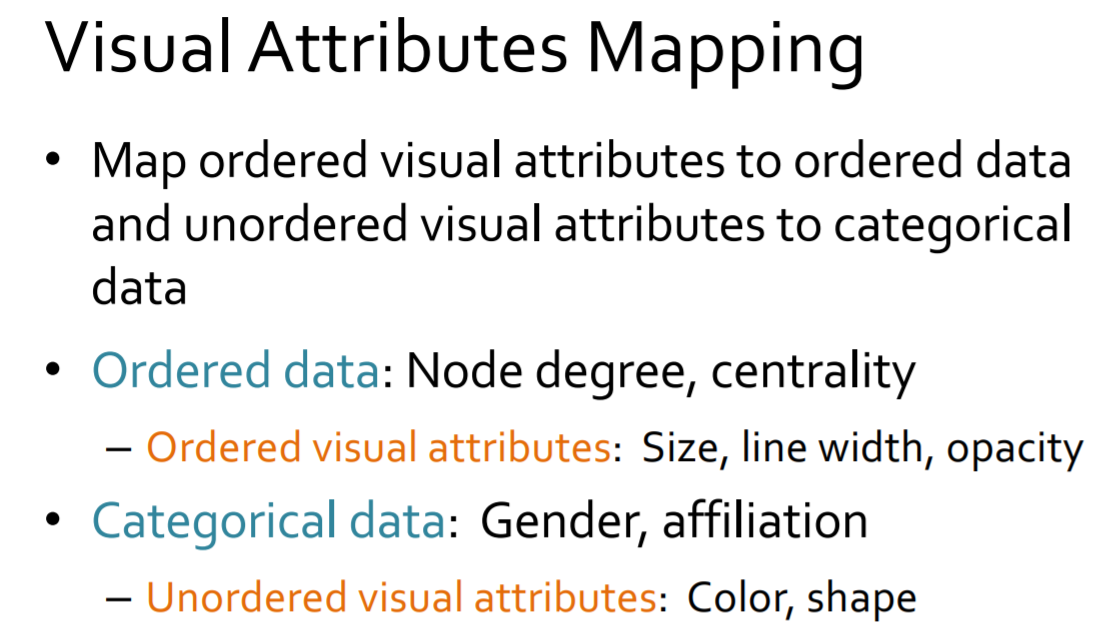 Visual Attributes Mapping
• Map ordered visual attributes to ordered data
and unordered visual attributes to categorical
data
• Ordered data: Node degree, centrality
– Ordered visual attributes: Size, line width, opacity
• Categorical data: Gender, affiliation
– Unordered visual attributes: Color, shape